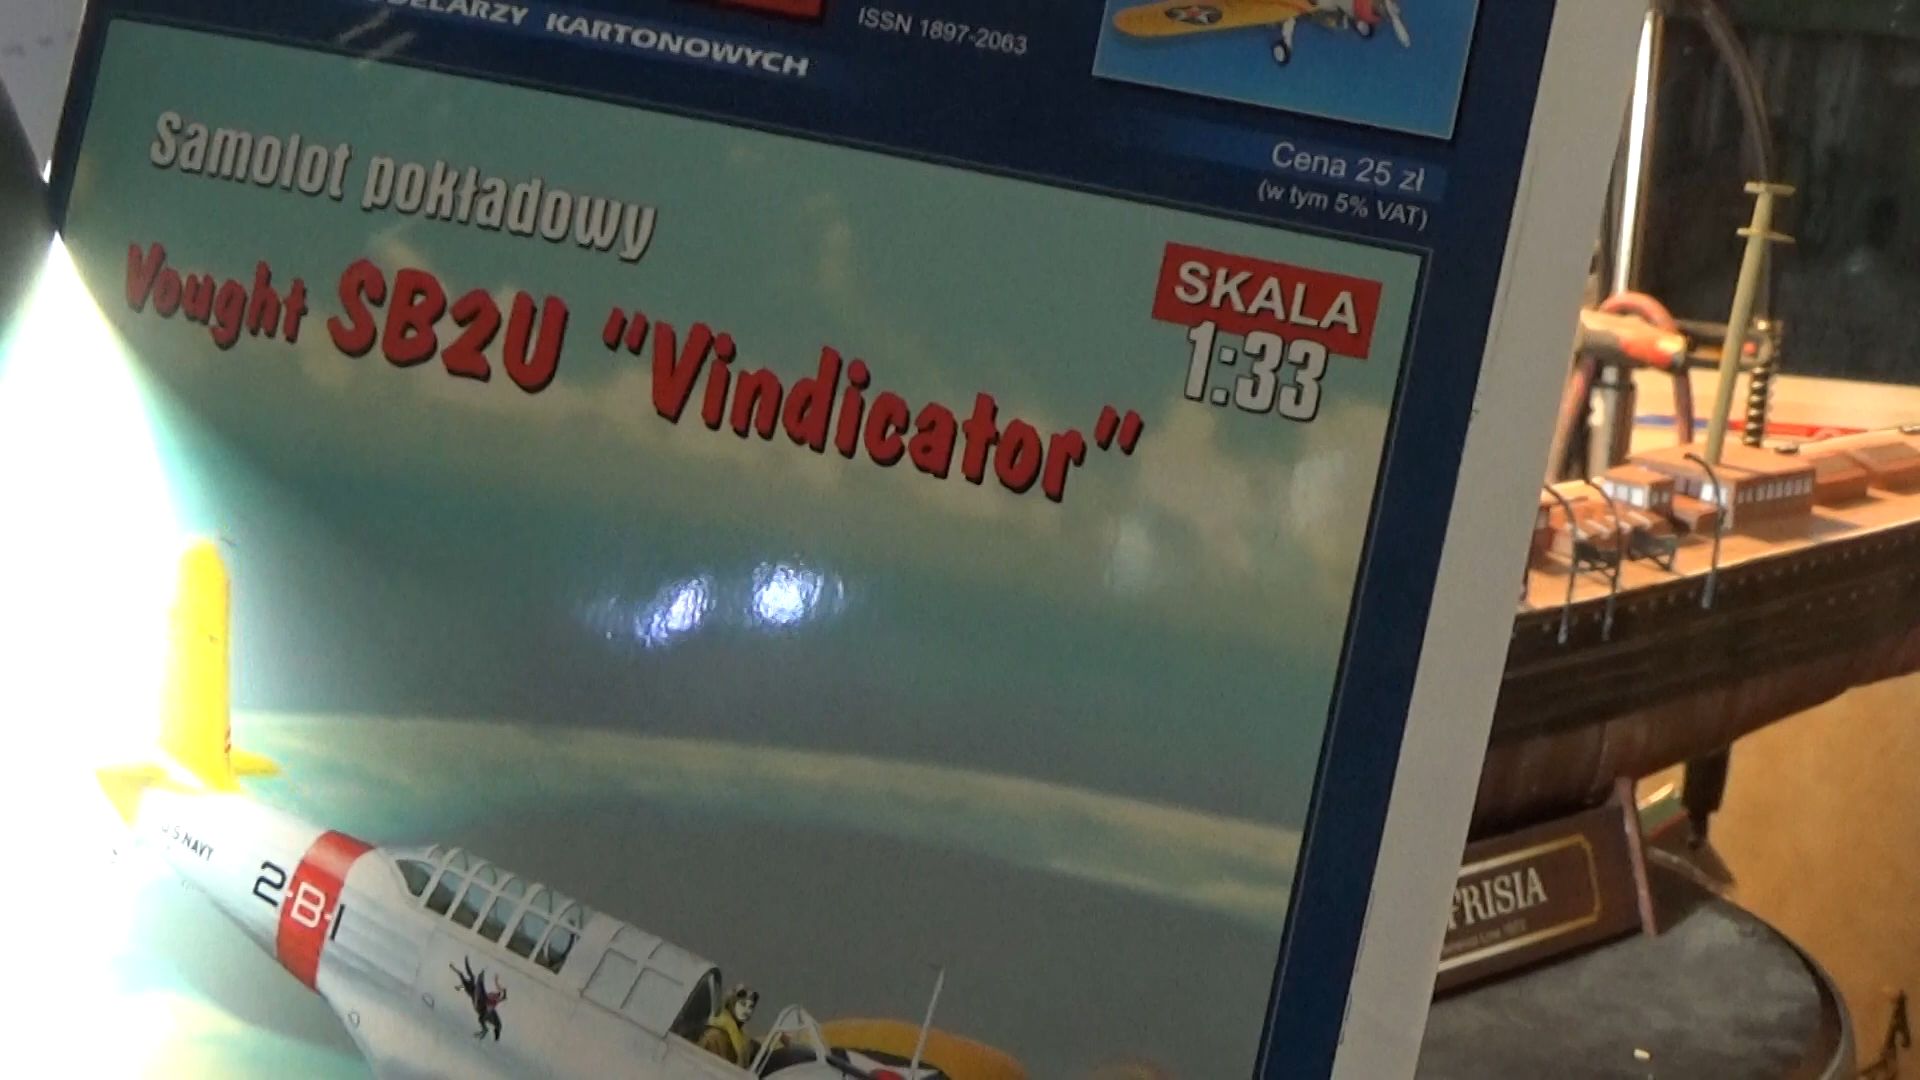 KARTONOWYCH
ISSN 1897-2063
Cena 25 zł
(w tym 5% VAT)
Samolot pokładowy
Vought SB2U "Vindicator"
SKALA
1:33
U.S. NAVY
2-B-1
FRISIA